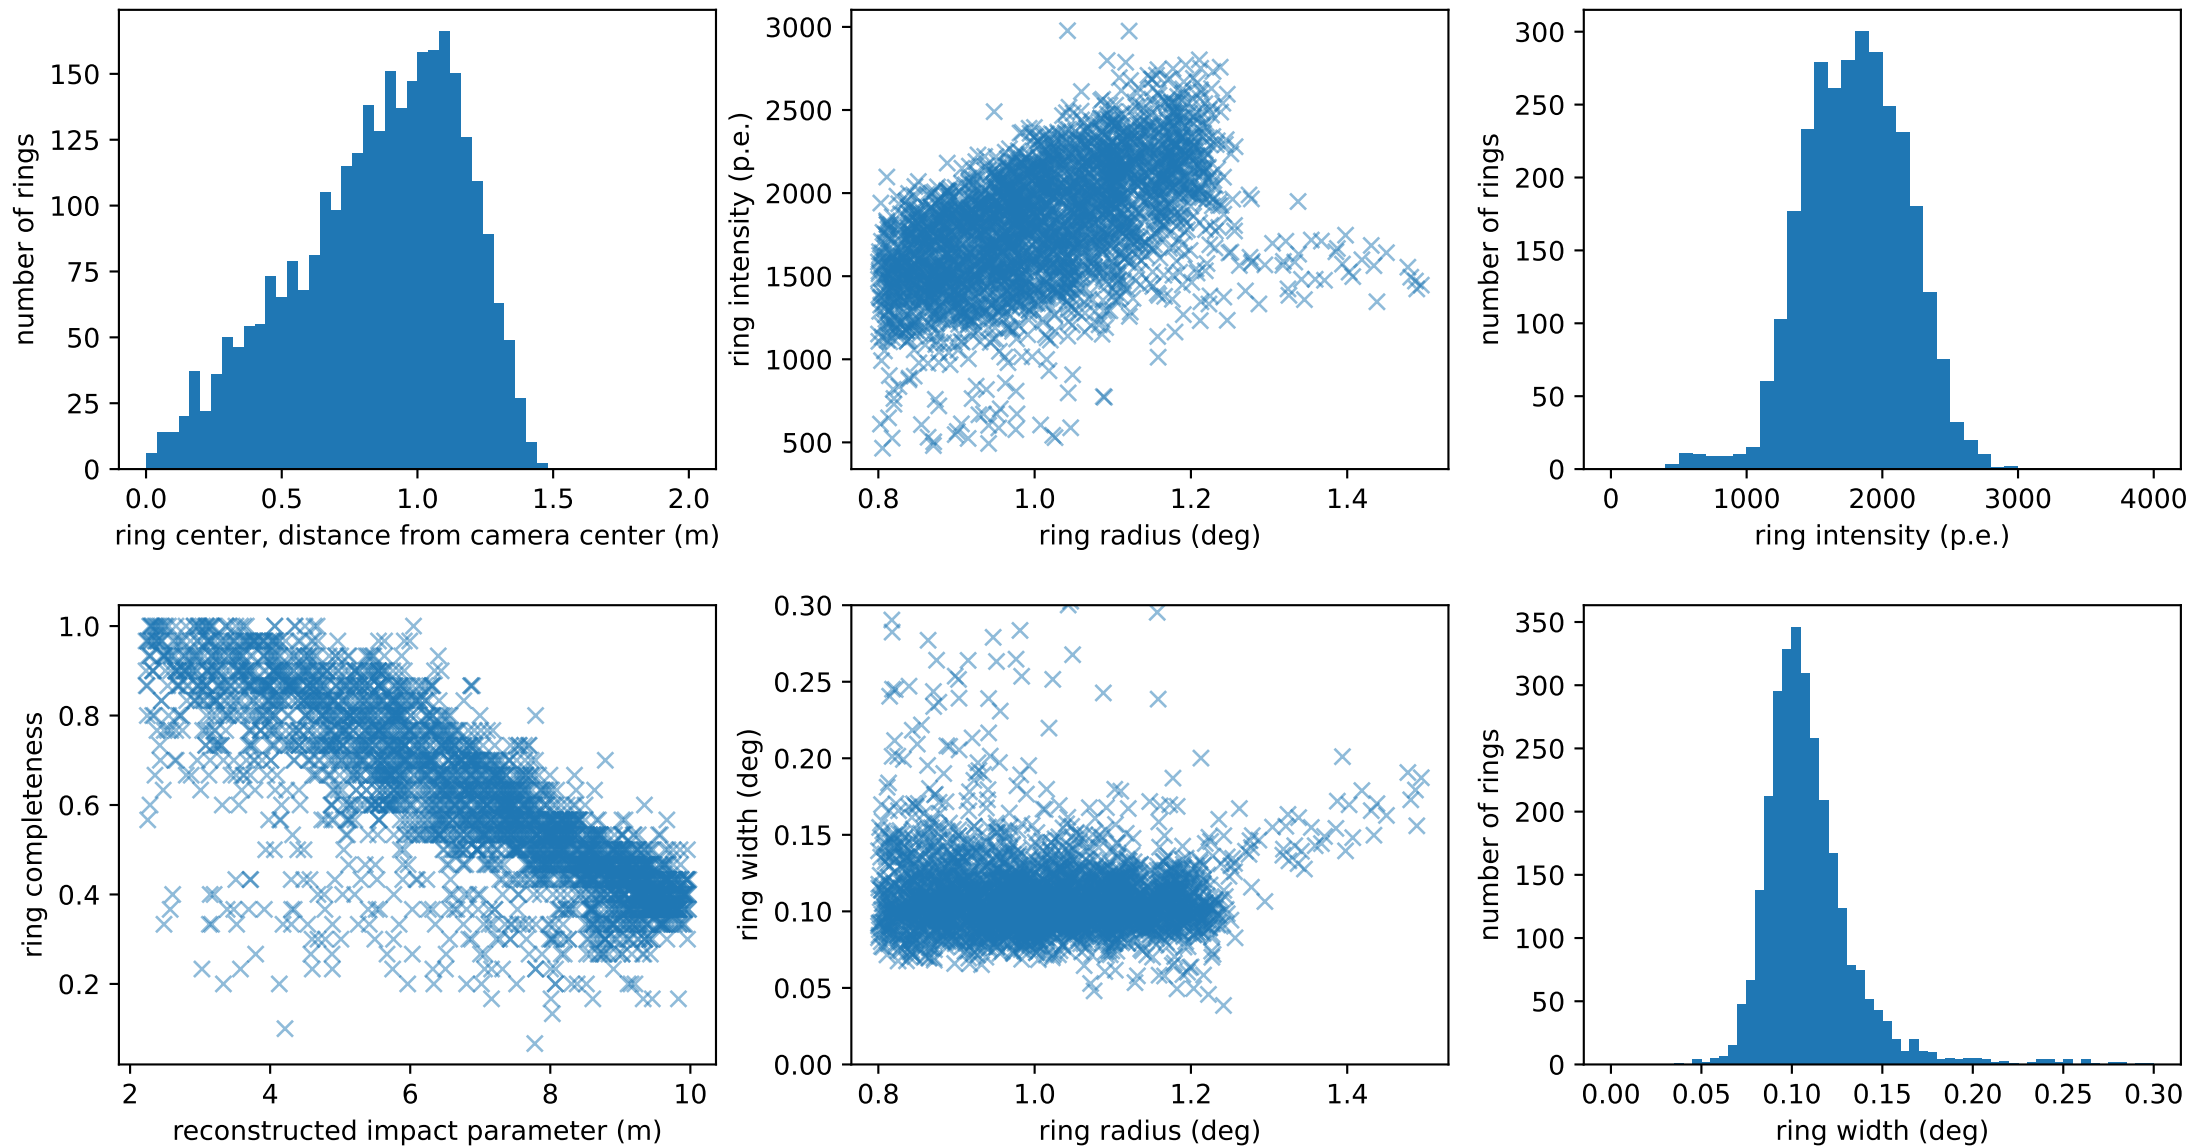 150
125
100
75
50
25
0
number of rings
0.0 0.5 1.0 1.5 2.0
ring center, distance from camera center (m)
3000
2500
2000
1500
1000
500
ring intensity (p.e.)
0.8 1.0 1.2 1.4
ring radius (deg)
300
250
200
150
100
50
0
number of rings
0 1000 2000 3000 4000
ring intensity (p.e.)
1.0
0.8
0.6
0.4
0.2
ring completeness
2 4 6 8 10
reconstructed impact parameter (m)
0.30
0.25
0.20
0.15
0.10
0.05
0.00
ring width (deg)
0.8 1.0 1.2 1.4
ring radius (deg)
350
300
250
200
150
100
50
0
number of rings
0.00 0.05 0.10 0.15 0.20 0.25 0.30
ring width (deg)